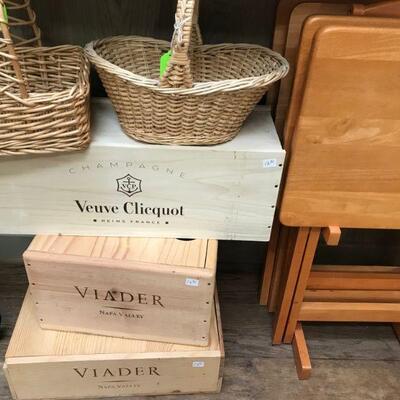 CHAMPAGNE
VCP
Veuve Clicquot
REIMS FRANCE
VIADER
NAPA VALLEY
VIADER
NAPA VALLEY